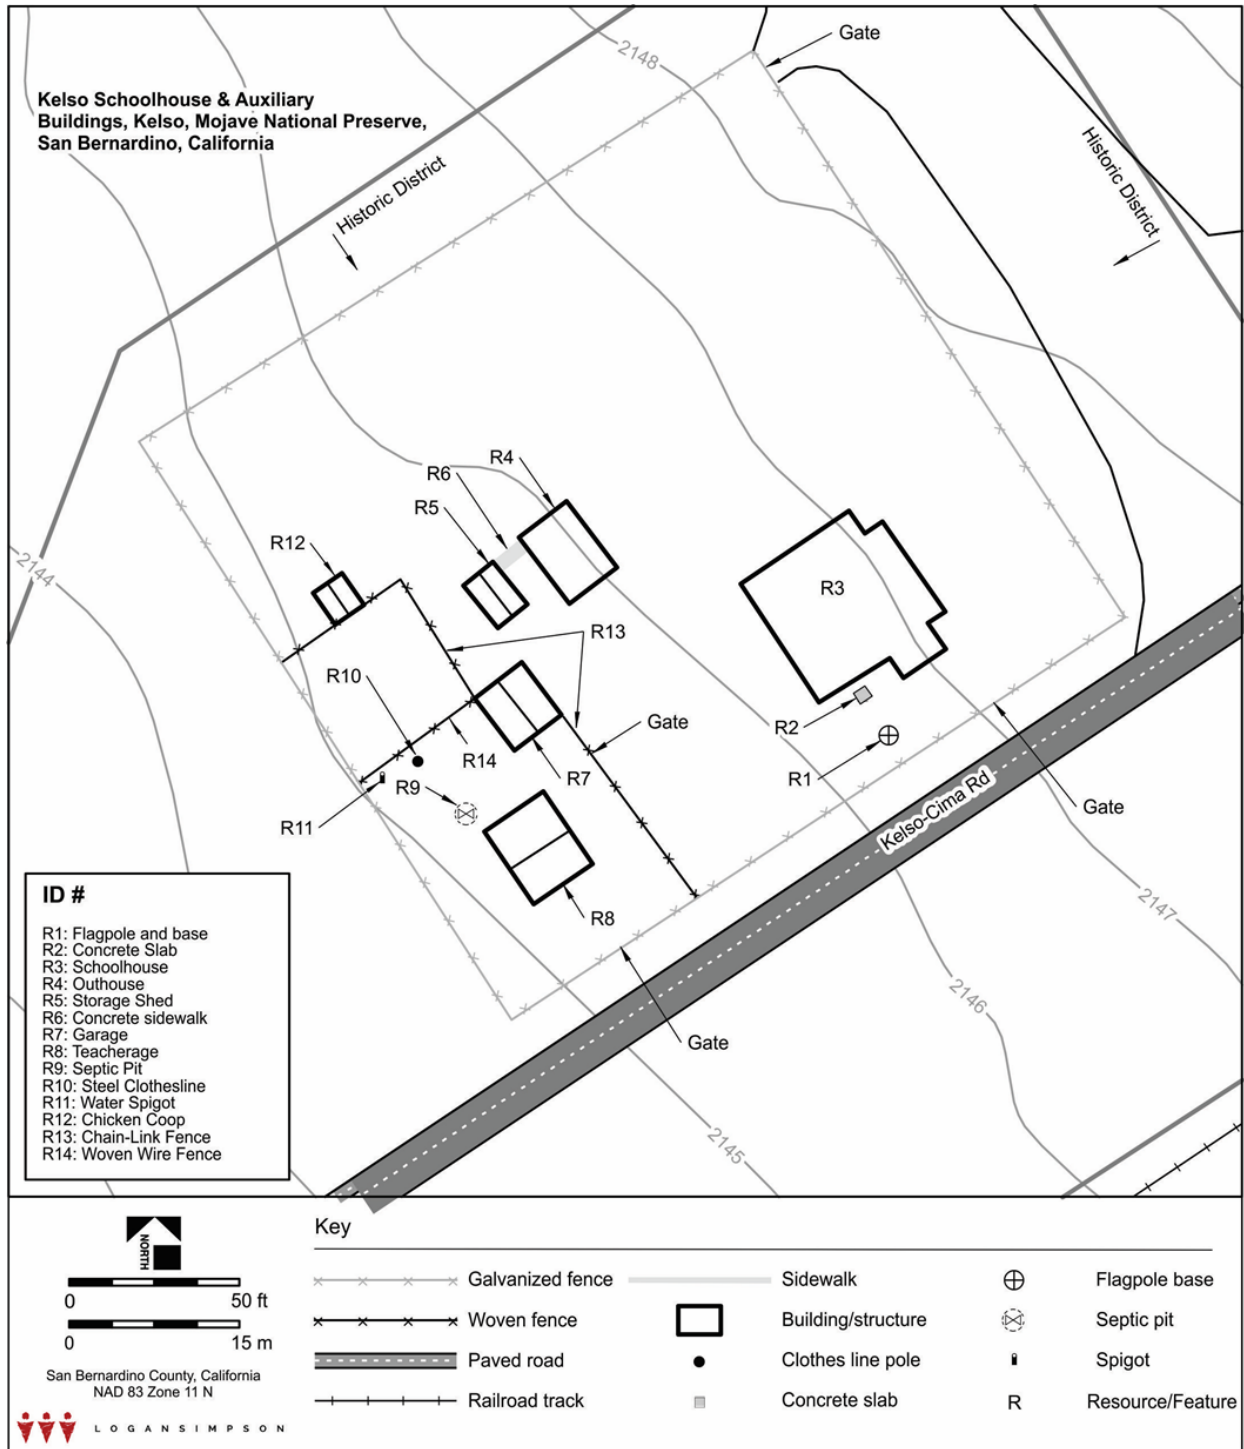 Gate
2148
Kelso Schoolhouse & Auxiliary
Buildings, Kelso, Mojave National Preserve,
San Bernardino, California
Historic District
Historic District
R4
R6
R5
R12
2144
R3
R13
R10
Gate
R2
R14
R7
R9
R1
Gate
R11
Kelso-Cima Rd
R8
2147
2146
Gate
2145
ID #
R1: Flagpole and base
R2: Concrete Slab
R3: Schoolhouse
R4: Outhouse
R5: Storage Shed
R6: Concrete sidewalk
R7: Garage
R8: Teacherage
R9: Septic Pit
R10: Steel Clothesline
R11: Water Spigot
R12: Chicken Coop
R13: Chain-Link Fence
R14: Woven Wire Fence
NORTH
0 50 ft
0 15 m
San Bernardino County, California
NAD 83 Zone 11 N
LOGANSIMPSON
Key
Galvanized fence
Sidewalk
Flagpole base
Woven fence
Building/structure
Septic pit
Paved road
Clothes line pole
Spigot
Railroad track
Concrete slab
R
Resource/Feature